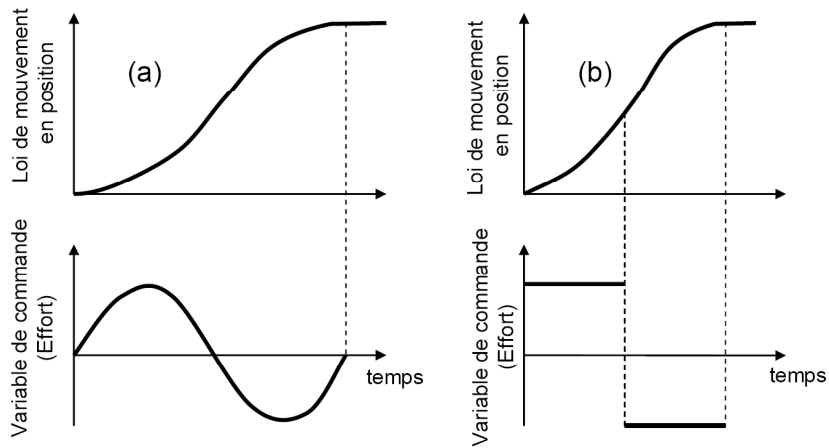 Loi de mouvement
en position
(a)
Variable de commande
(Effort)
temps
Loi de mouvement
en position
(b)
Variable de commande
(Effort)
temps